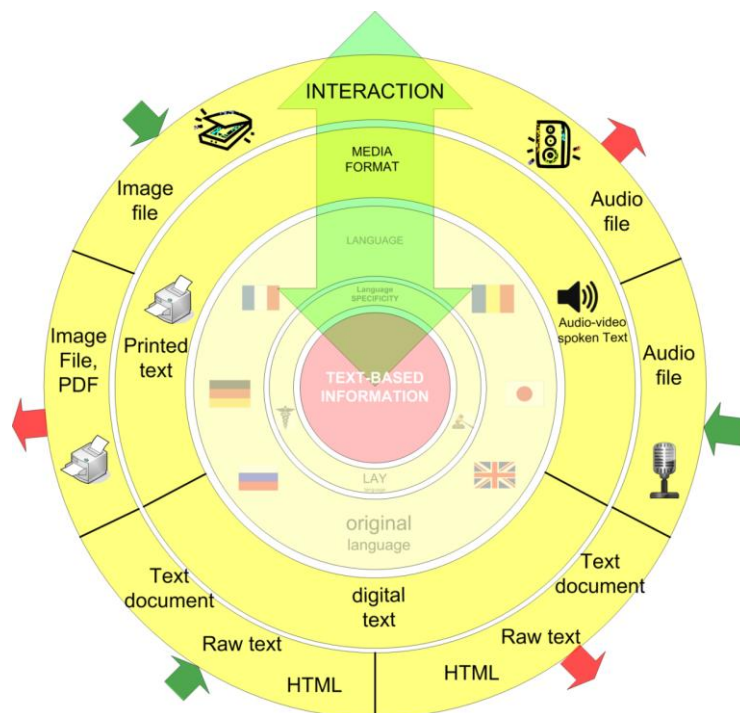 INTERACTION
MEDIA
FORMAT
Image
file
Audio
file
LANGUAGE
Language
SPECIFICITY
Image
File,
PDF
Printed
text
Audio-video
spoken Text
Audio
file
TEXT-BASED
INFORMATION
LAY
original
language
Text
document
digital
text
Text
document
Raw text
Raw text
HTML
HTML